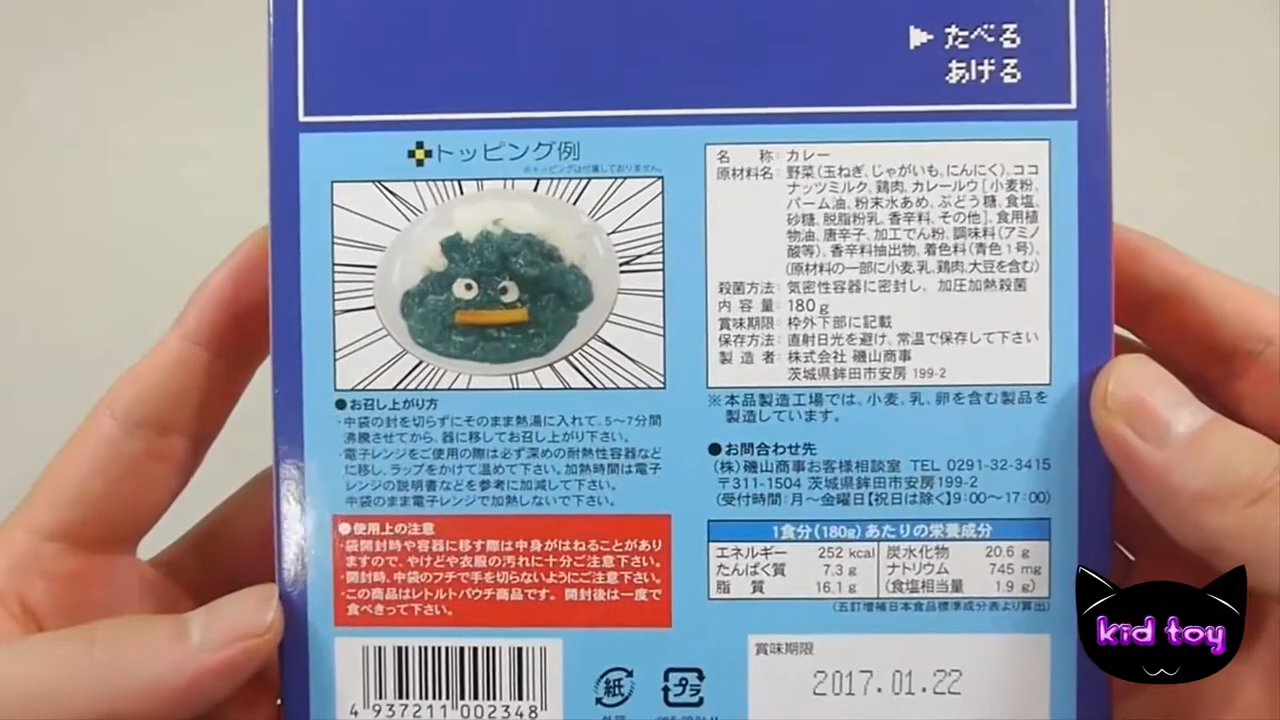 ▶たべる
あげる
トッピング例
※トッピングは付属しておりません。
●お召し上がり方
・中袋の封を切らずにそのまま熱湯に入れて、5~7分間
沸騰させてから、器に移してお召し上がり下さい。
・電子レンジをご使用の際は必ず深めの耐熱性容器など
に移し、ラップをかけて温めて下さい。加熱時間は電子
レンジの説明書などを参考に加減して下さい。
中袋のまま電子レンジで加熱しないで下さい。
●使用上の注意
・袋開封時や容器に移す際は中身がはねることがあり
ますので、やけどや衣服の汚れに十分ご注意下さい。
・開封時、中袋のフチで手を切らないようにご注意下さい。
・この商品はレトルトパウチ商品です。開封後は一度で
食べきって下さい。
4 937211 002348
紙
プラ
名称:カレー
原材料名:野菜(玉ねぎ、じゃがいも、にんにく)、ココ
ナッツミルク、鶏肉、カレールウ[小麦粉、
パーム油、粉末水あめ、ぶどう糖、食塩、
砂糖、脱脂粉乳、香辛料、その他]、食用植
物油、唐辛子、加工でん粉、調味料(アミノ
酸等)、香辛料抽出物、着色料(青色1号)、
(原材料の一部に小麦、乳、鶏肉、大豆を含む)
殺菌方法:気密性容器に密封し、加圧加熱殺菌
内容量:180g
賞味期限:枠外下部に記載
保存方法:直射日光を避け、常温で保存して下さい
製造者:株式会社 磯山商事
茨城県鉾田市安房 199-2
※本品製造工場では、小麦、乳、卵を含む製品を
製造しています。
●お問合わせ先
(株)磯山商事お客様相談室 TEL 0291-32-3415
〒311-1504 茨城県鉾田市安房199-2
(受付時間:月~金曜日【祝日は除く】9:00~17:00)
1食分(180g)あたりの栄養成分
エネルギー 252 kcal 炭水化物 20.6 g
たんぱく質 7.3 g ナトリウム 745 mg
脂質 16.1 g (食塩相当量 1.9 g)
(五訂増補日本食品標準成分表より算出)
賞味期限
2017.01.22
kid toy